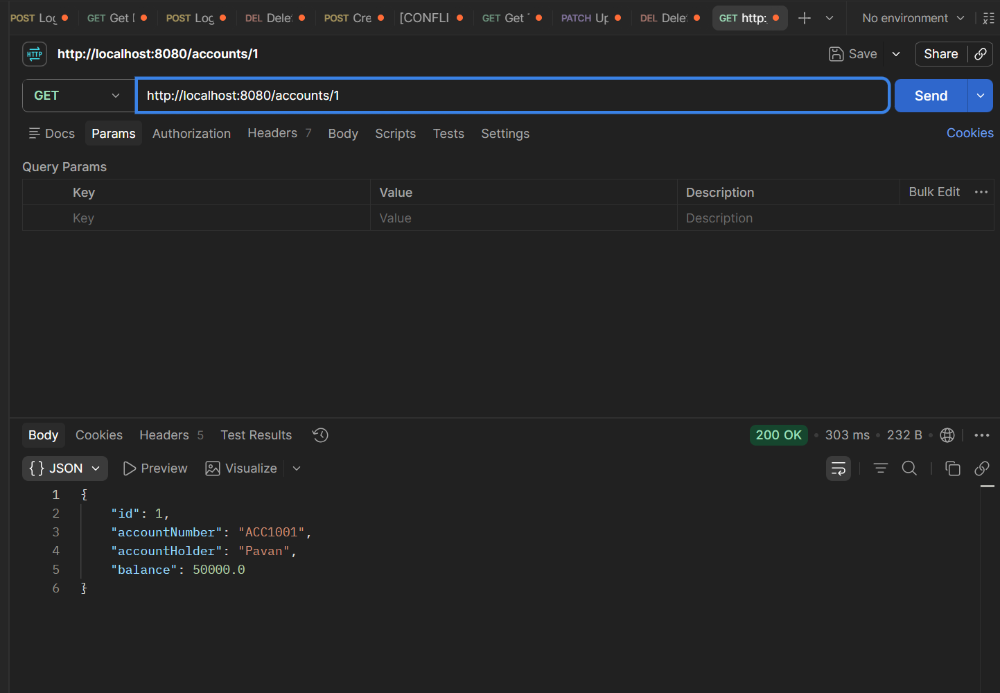 POST Log GET Get POST Log DEL Delet POST Cre [CONFLI GET Get PATCH Up DEL Delet GET http: No environment
HTTP http://localhost:8080/accounts/1 Save Share
GET http://localhost:8080/accounts/1 Send
Docs Params Authorization Headers 7 Body Scripts Tests Settings Cookies
Query Params
Key Value Description Bulk Edit
Key Value Description
Body Cookies Headers 5 Test Results 200 OK 303 ms 232 B
{} JSON Preview Visualize
1 {
2 "id": 1,
3 "accountNumber": "ACC1001",
4 "accountHolder": "Pavan",
5 "balance": 50000.0
6 }